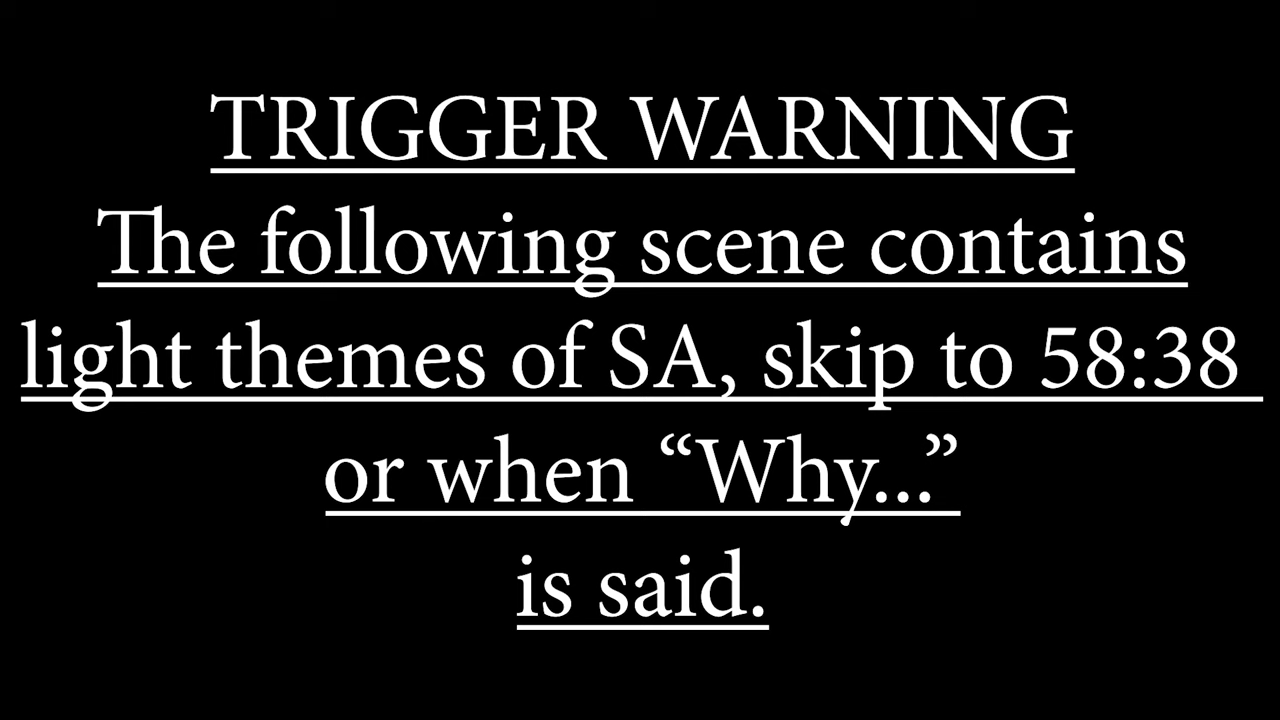 TRIGGER WARNING
The following scene contains
light themes of SA, skip to 58:38
or when “Why...”
is said.